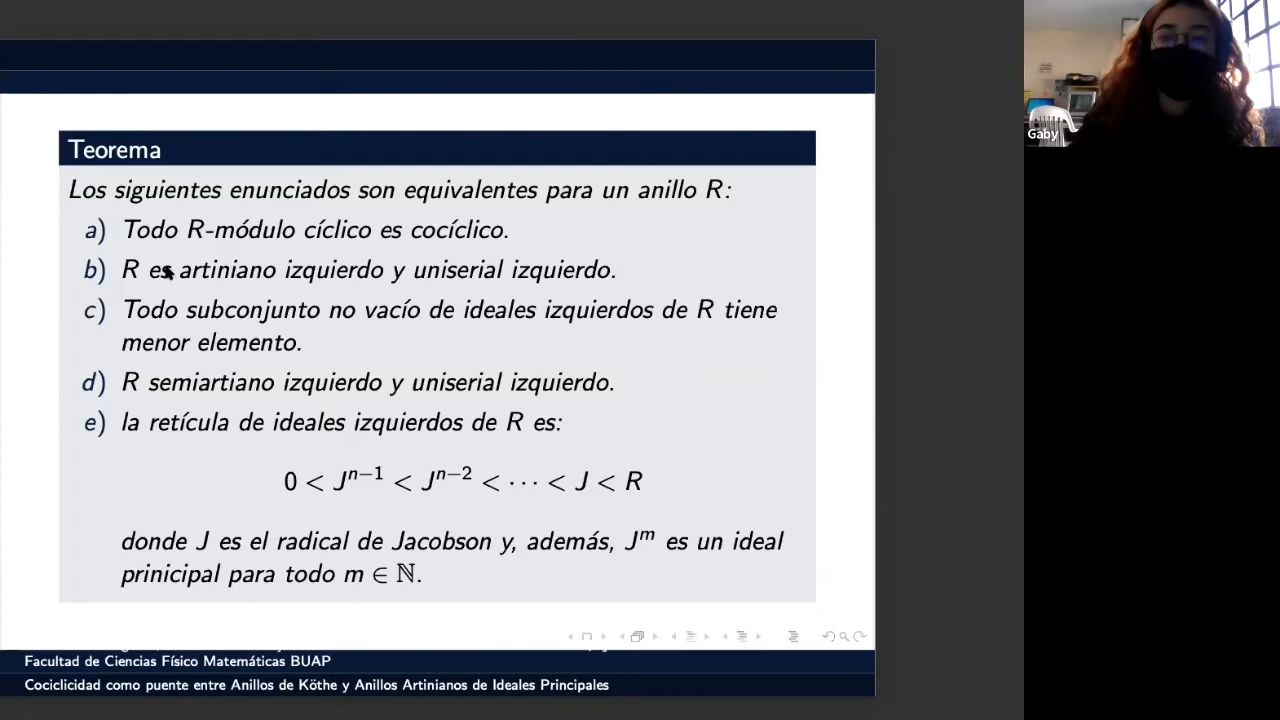 Teorema
Los siguientes enunciados son equivalentes para un anillo R:
a) Todo R-módulo cíclico es cocíclico.
b) R es artiniano izquierdo y uniserial izquierdo.
c) Todo subconjunto no vacío de ideales izquierdos de R tiene
menor elemento.
d) R semiartiano izquierdo y uniserial izquierdo.
e) la retícula de ideales izquierdos de R es:
0 < J^{n−1} < J^{n−2} < ⋯ < J < R
donde J es el radical de Jacobson y, además, J^m es un ideal
prinicipal para todo m ∈ ℕ.
Facultad de Ciencias Físico Matemáticas BUAP
Cociclicidad como puente entre Anillos de Köthe y Anillos Artinianos de Ideales Principales
Gaby